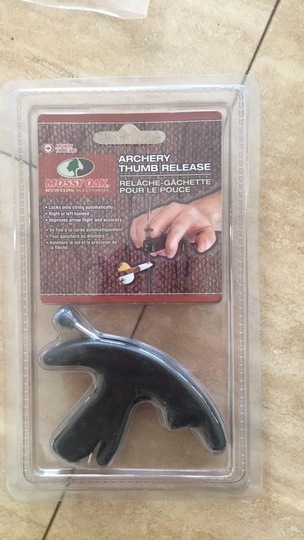 MOSSY OAK
HUNTING ACCESSORIES
ARCHERY
THUMB RELEASE
RELÂCHE-GÂCHETTE
POUR LE POUCE
• Locks onto string automatically
• Right or left handed
• Improves arrow flight and accuracy
• Se fixe à la corde automatiquement
• Pour gauchers ou droitiers
• Améliore le vol et la précision de
la flèche